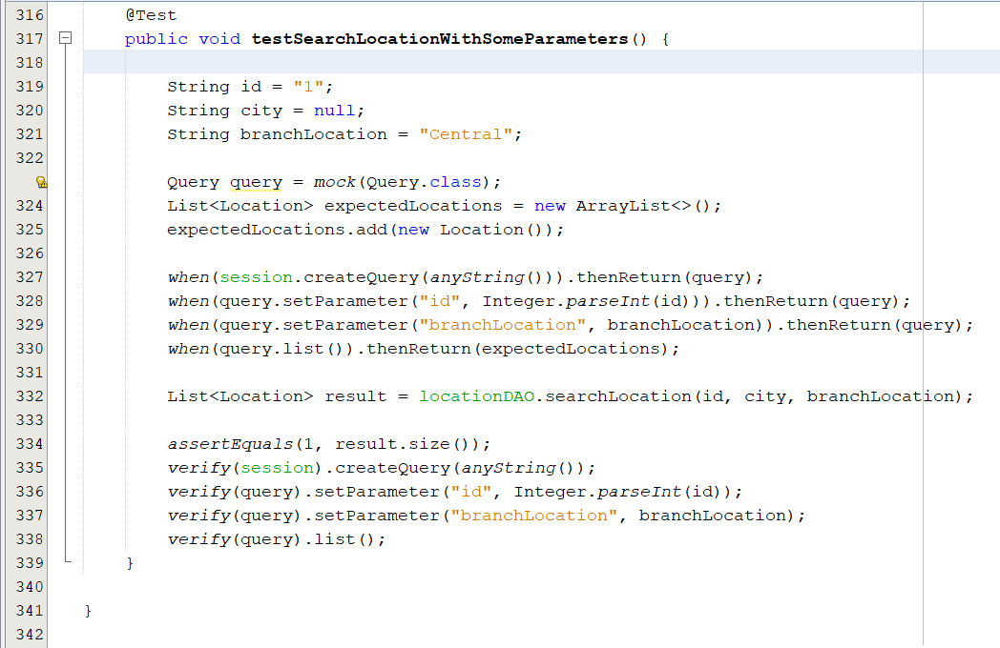 316 @Test
317 public void testSearchLocationWithSomeParameters() {
318
319 String id = "1";
320 String city = null;
321 String branchLocation = "Central";
322
Query query = mock(Query.class);
324 List<Location> expectedLocations = new ArrayList<>();
325 expectedLocations.add(new Location());
326
327 when(session.createQuery(anyString())).thenReturn(query);
328 when(query.setParameter("id", Integer.parseInt(id))).thenReturn(query);
329 when(query.setParameter("branchLocation", branchLocation)).thenReturn(query);
330 when(query.list()).thenReturn(expectedLocations);
331
332 List<Location> result = locationDAO.searchLocation(id, city, branchLocation);
333
334 assertEquals(1, result.size());
335 verify(session).createQuery(anyString());
336 verify(query).setParameter("id", Integer.parseInt(id));
337 verify(query).setParameter("branchLocation", branchLocation);
338 verify(query).list();
339 }
340
341 }
342